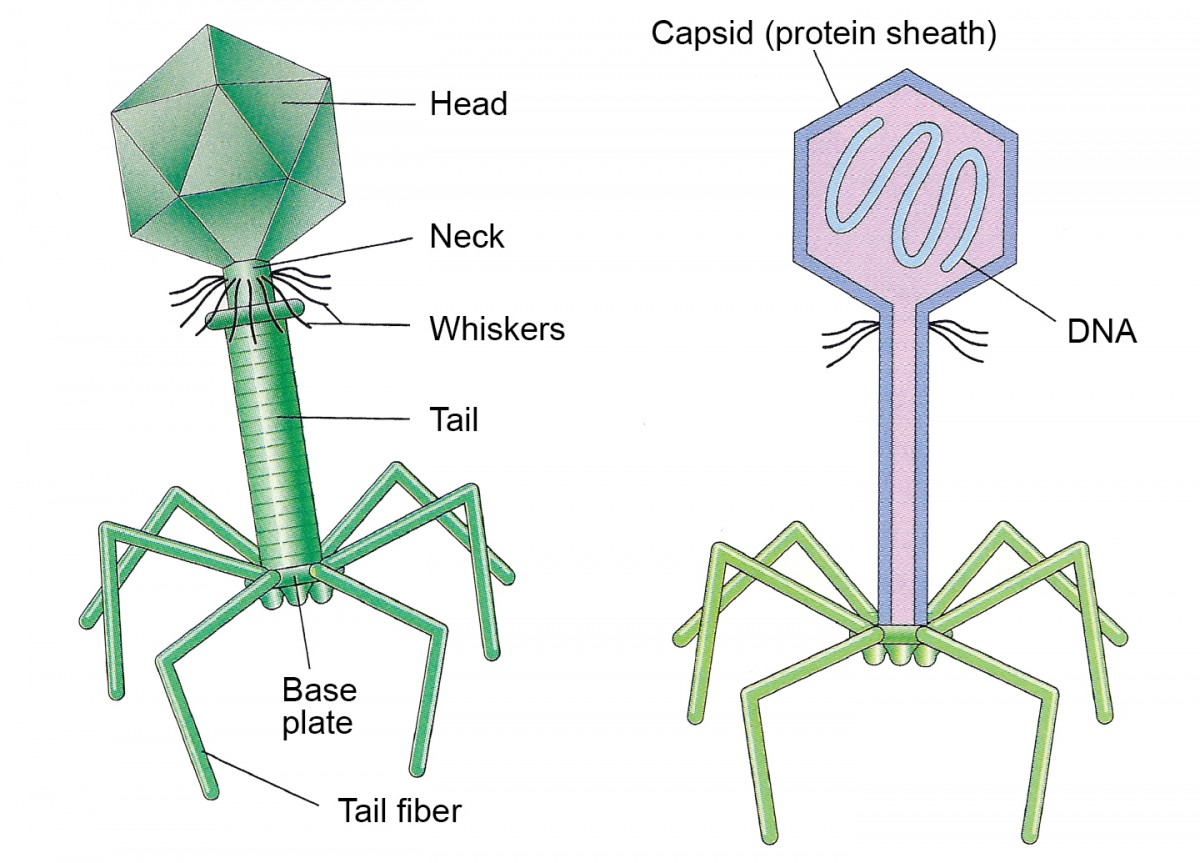 Head
Neck
Whiskers
Tail
Base
plate
Tail fiber
Capsid (protein sheath)
DNA